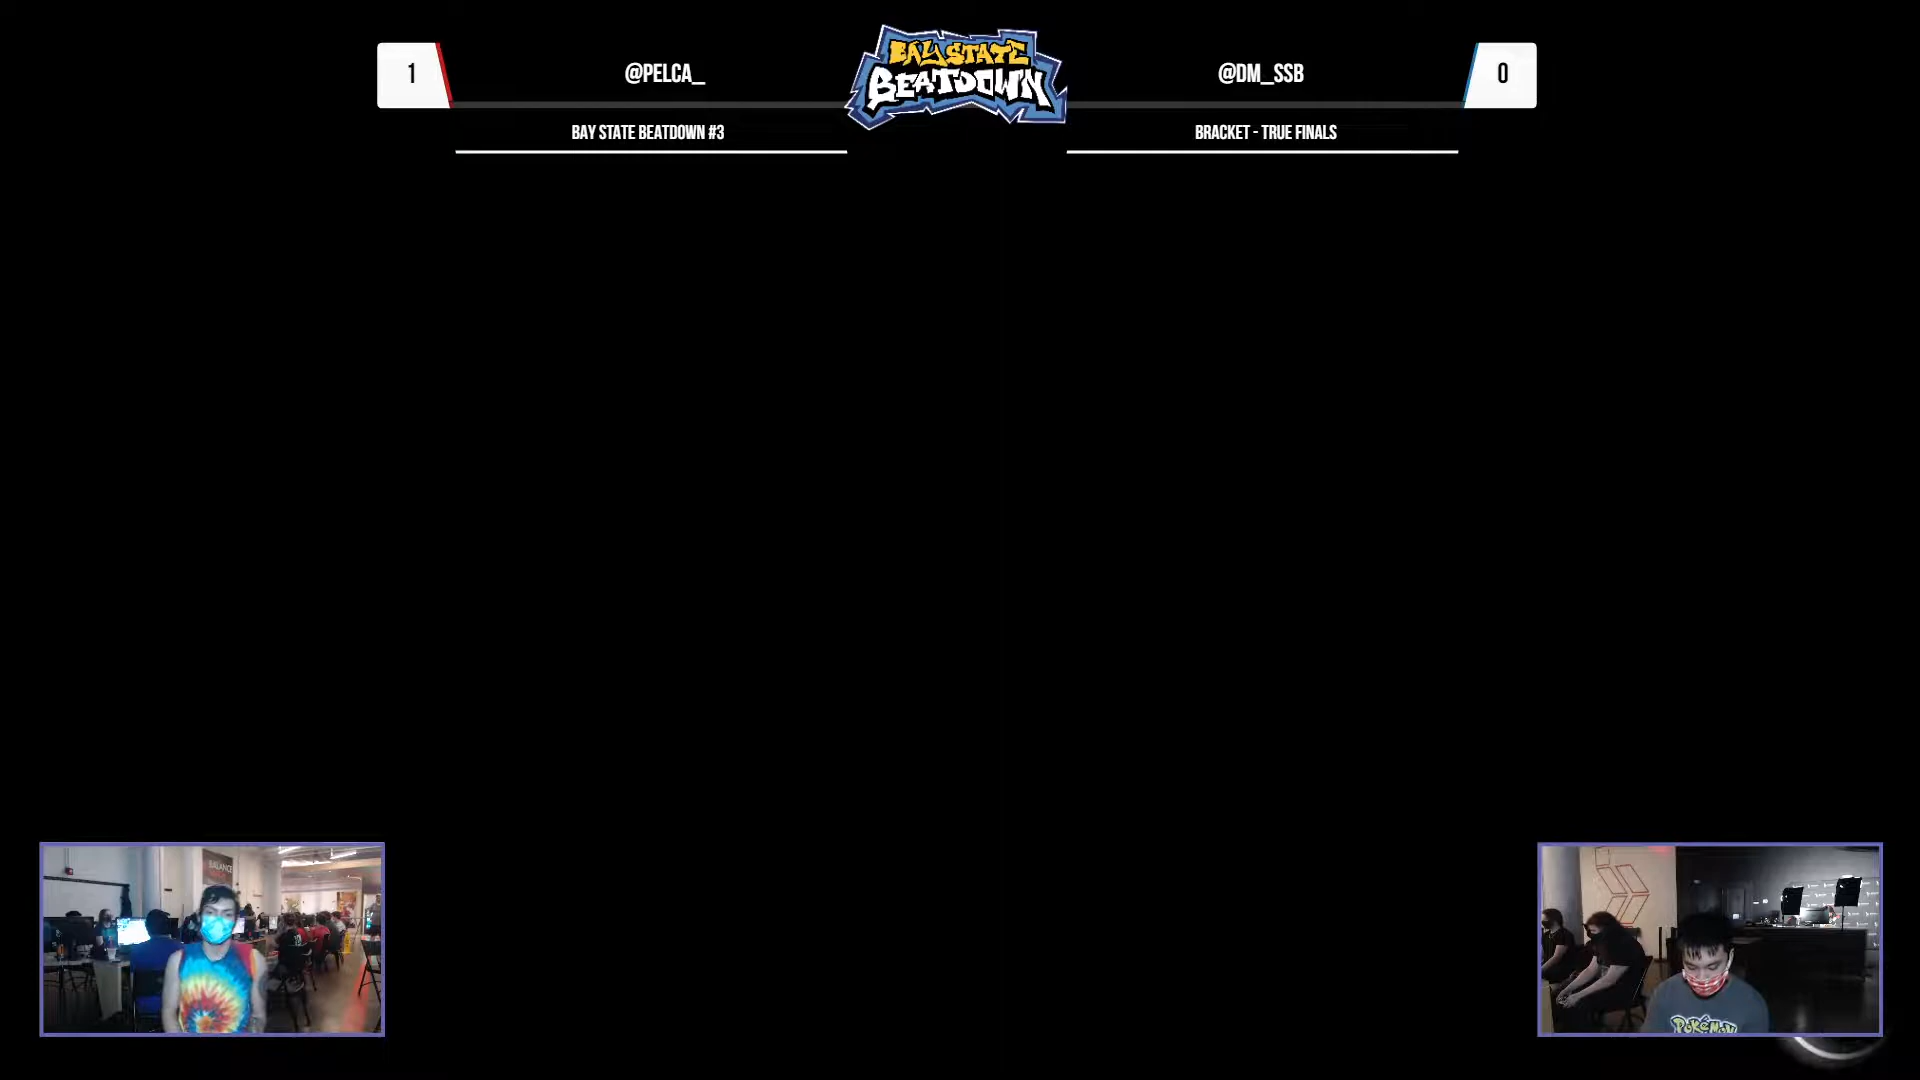 1
@PELCA_
BAY STATE
BEATDOWN
@DM_SSB
0
BAY STATE BEATDOWN #3
BRACKET - TRUE FINALS
BALANCE
POKéMON